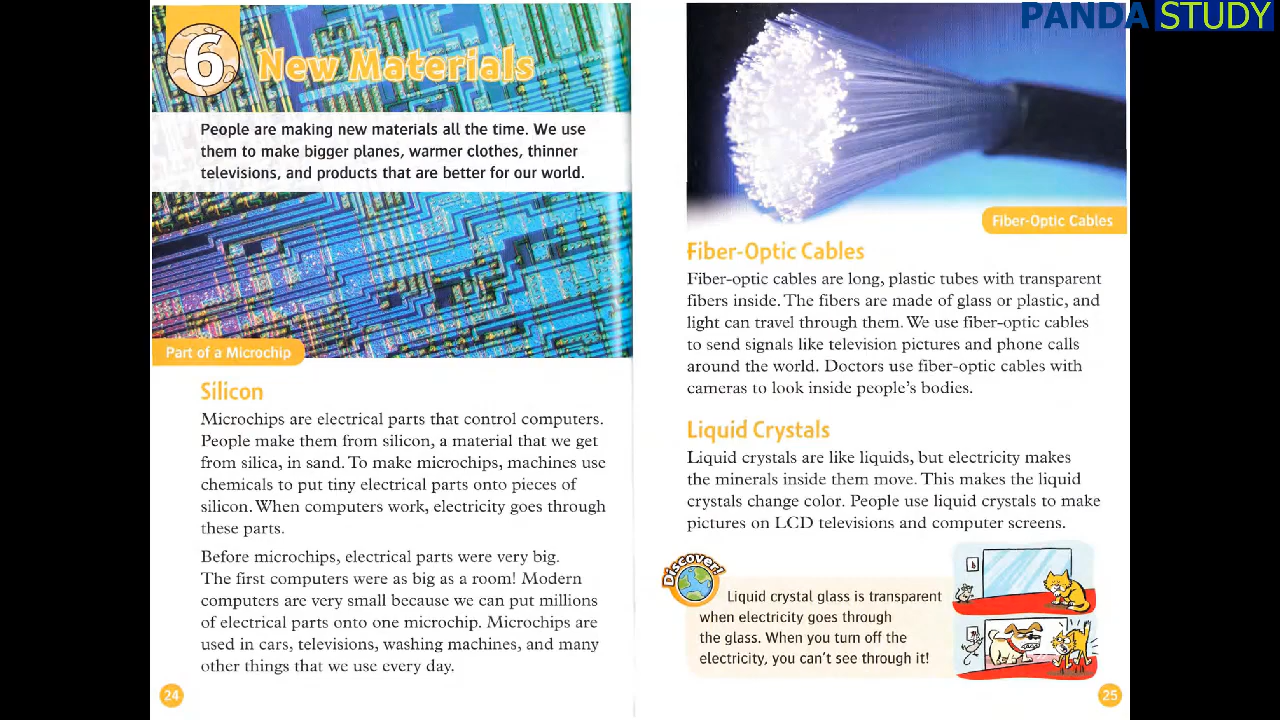 PANDA STUDY
6
New Materials
People are making new materials all the time. We use
them to make bigger planes, warmer clothes, thinner
televisions, and products that are better for our world.
Part of a Microchip
Silicon
Microchips are electrical parts that control computers.
People make them from silicon, a material that we get
from silica, in sand. To make microchips, machines use
chemicals to put tiny electrical parts onto pieces of
silicon. When computers work, electricity goes through
these parts.
Before microchips, electrical parts were very big.
The first computers were as big as a room! Modern
computers are very small because we can put millions
of electrical parts onto one microchip. Microchips are
used in cars, televisions, washing machines, and many
other things that we use every day.
24
Fiber-Optic Cables
Fiber-Optic Cables
Fiber-optic cables are long, plastic tubes with transparent
fibers inside. The fibers are made of glass or plastic, and
light can travel through them. We use fiber-optic cables
to send signals like television pictures and phone calls
around the world. Doctors use fiber-optic cables with
cameras to look inside people's bodies.
Liquid Crystals
Liquid crystals are like liquids, but electricity makes
the minerals inside them move. This makes the liquid
crystals change color. People use liquid crystals to make
pictures on LCD televisions and computer screens.
Discover!
Liquid crystal glass is transparent
when electricity goes through
the glass. When you turn off the
electricity, you can't see through it!
25